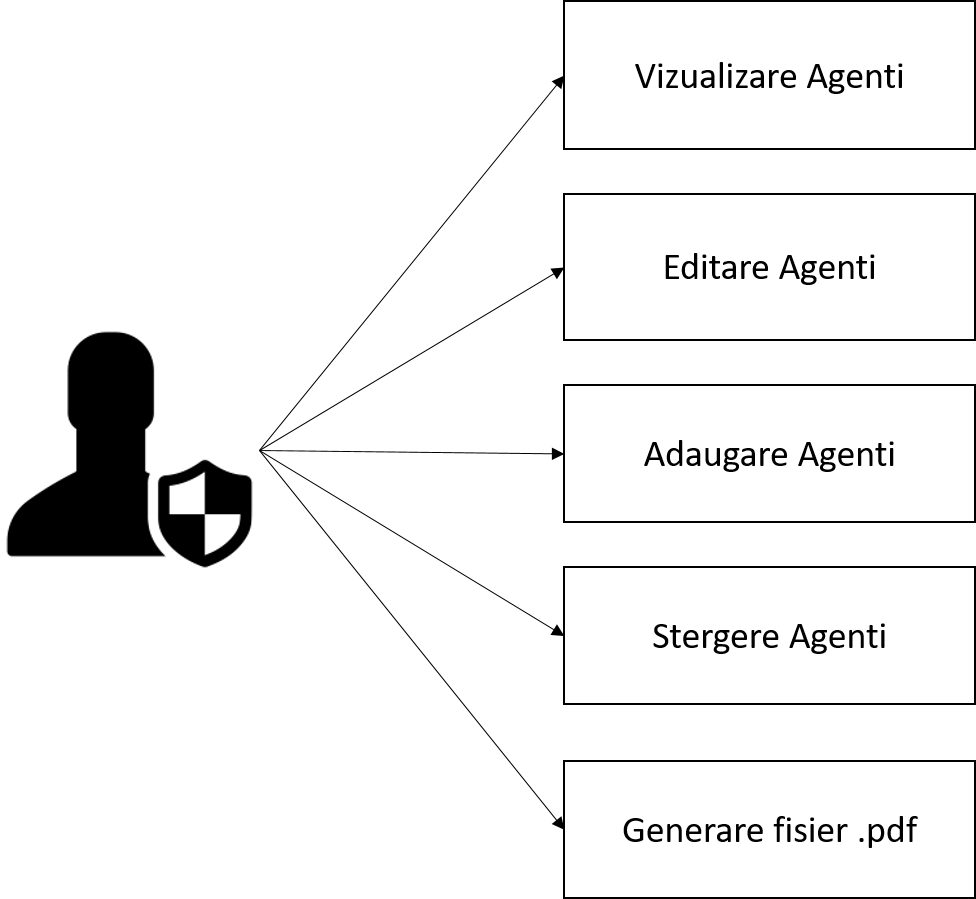 Vizualizare Agenti
Editare Agenti
Adaugare Agenti
Stergere Agenti
Generare fisier .pdf